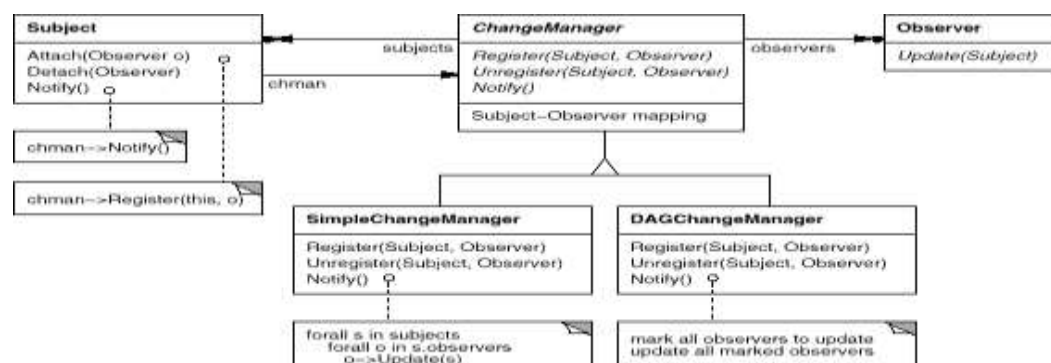 Subject
Attach(Observer o)
Detach(Observer)
Notify()
chman->Notify()
chman->Register(this, o)
subjects
chman
ChangeManager
Register(Subject, Observer)
Unregister(Subject, Observer)
Notify()
Subject-Observer mapping
observers
Observer
Update(Subject)
SimpleChangeManager
Register(Subject, Observer)
Unregister(Subject, Observer)
Notify()
forall s in subjects
forall o in s.observers
o->Update(s)
DAGChangeManager
Register(Subject, Observer)
Unregister(Subject, Observer)
Notify()
mark all observers to update
update all marked observers